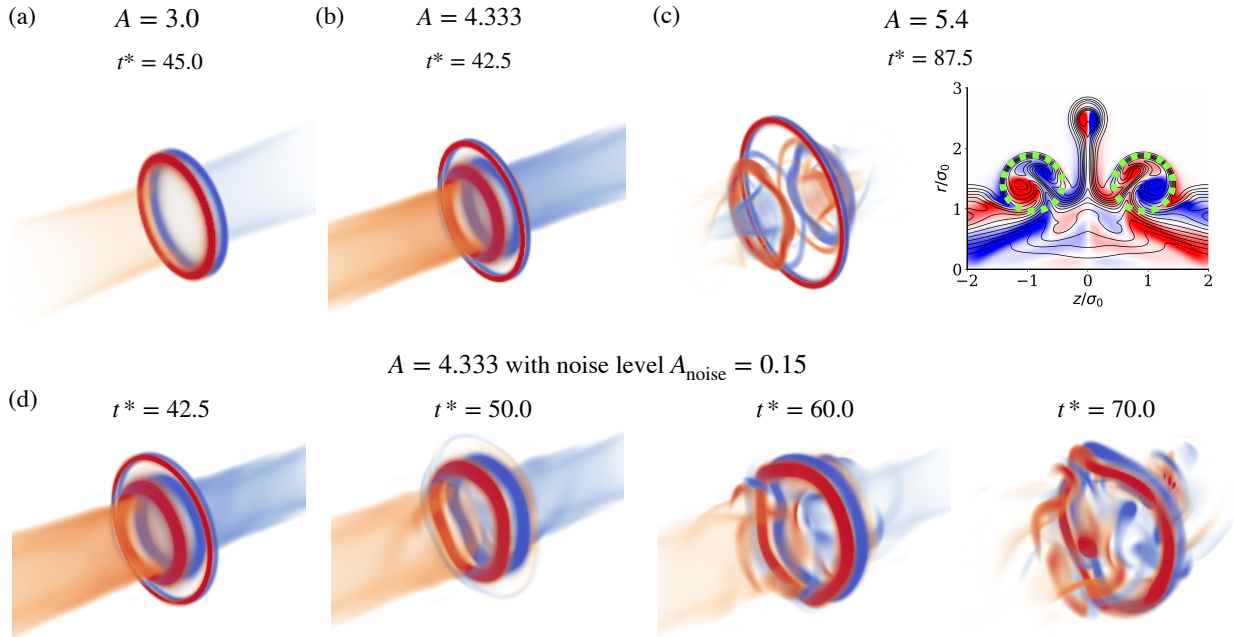 (a)
A = 3.0
t* = 45.0
(b)
A = 4.333
t* = 42.5
(c)
A = 5.4
t* = 87.5
3
2
1
0
r/σ₀
−2
−1
0
1
2
z/σ₀
A = 4.333 with noise level A_noise = 0.15
(d)
t* = 42.5
t* = 50.0
t* = 60.0
t* = 70.0